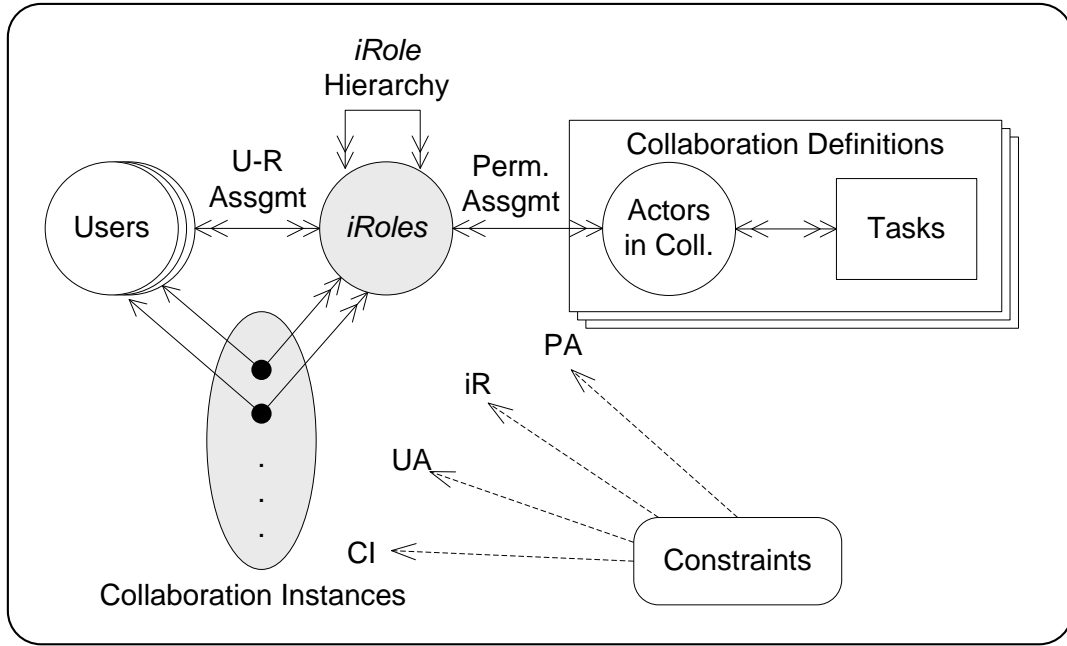 iRole
Hierarchy
Collaboration Definitions
U-R
Assgmt
Perm.
Assgmt
Users
iRoles
Actors
in Coll.
Tasks
PA
iR
UA
CI
.
.
.
Constraints
Collaboration Instances